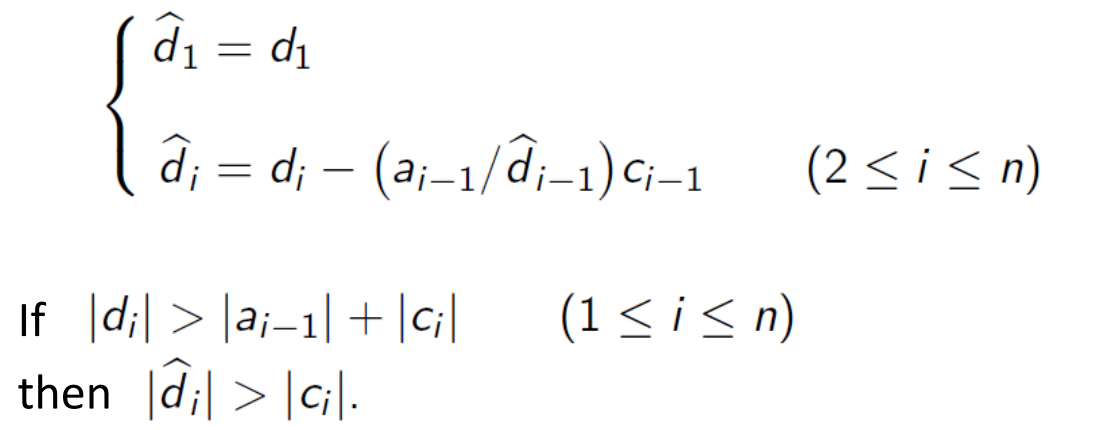 d̂₁ = d₁
d̂ᵢ = dᵢ − (aᵢ₋₁/d̂ᵢ₋₁) cᵢ₋₁ (2 ≤ i ≤ n)
If |dᵢ| > |aᵢ₋₁| + |cᵢ| (1 ≤ i ≤ n)
then |d̂ᵢ| > |cᵢ|.